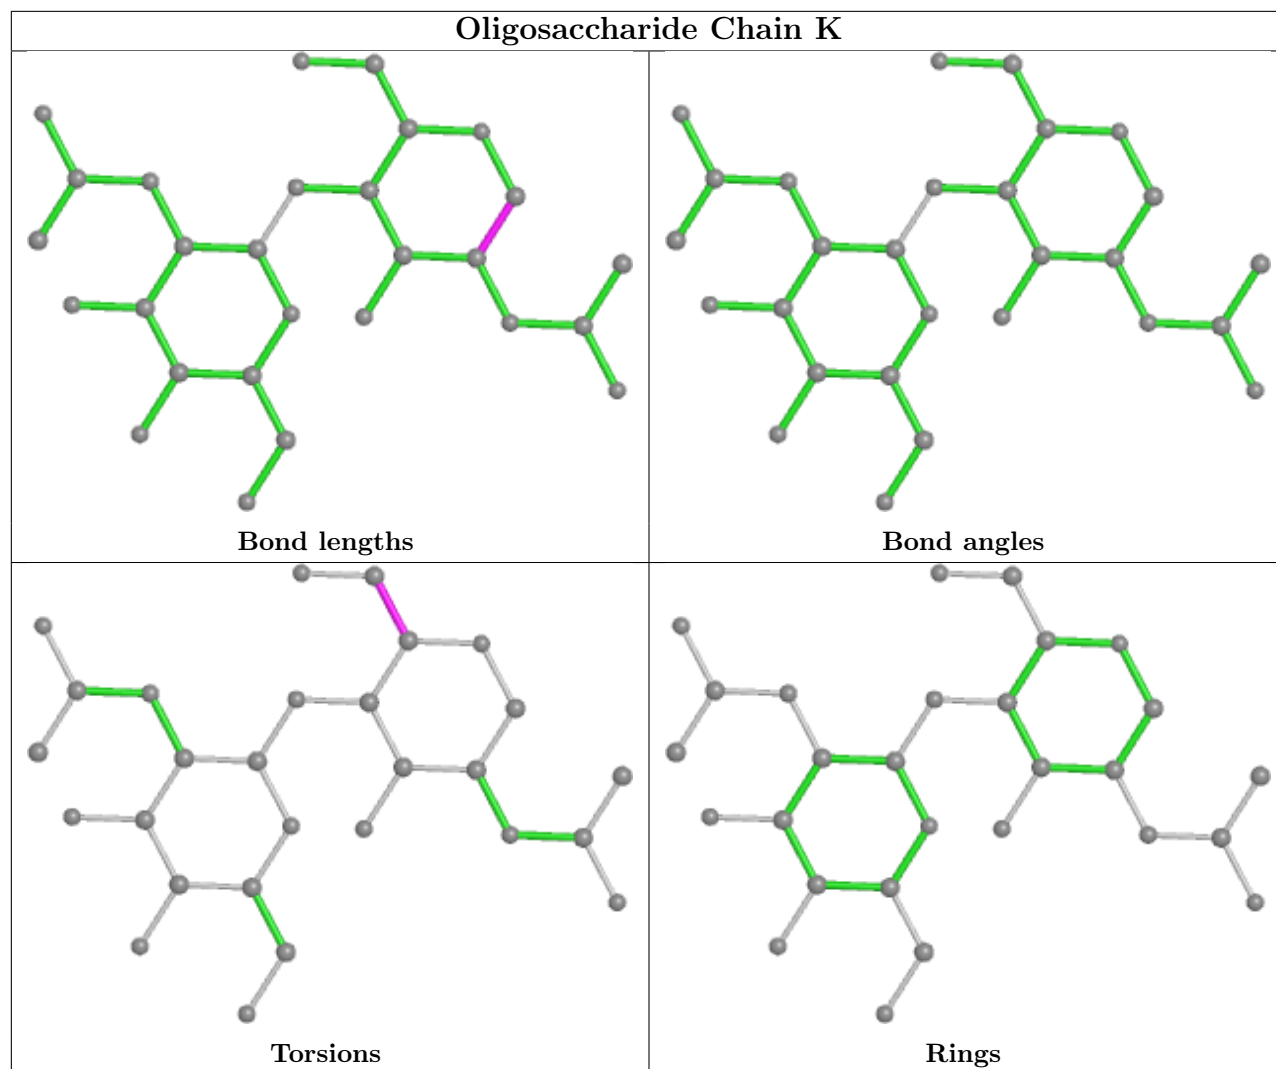 Oligosaccharide Chain K
Bond lengths
Bond angles
Torsions
Rings